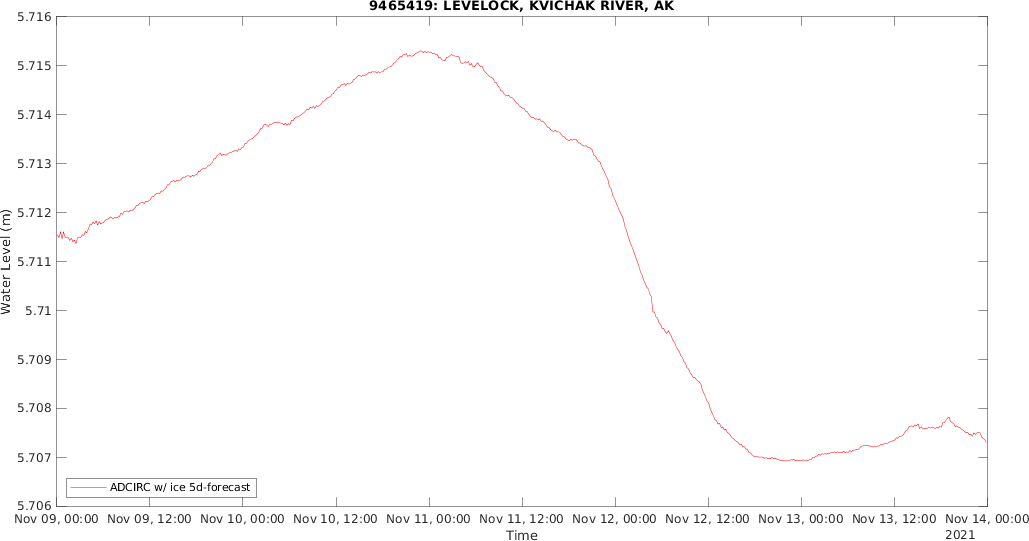 9465419: LEVELOCK, KVICHAK RIVER, AK
5.716
5.715
5.714
5.713
5.712
5.711
5.71
5.709
5.708
5.707
5.706
Water Level (m)
ADCIRC w/ ice 5d-forecast
Nov 09, 00:00 Nov 09, 12:00 Nov 10, 00:00 Nov 10, 12:00 Nov 11, 00:00 Nov 11, 12:00 Nov 12, 00:00 Nov 12, 12:00 Nov 13, 00:00 Nov 13, 12:00 Nov 14, 00:00
Time
2021